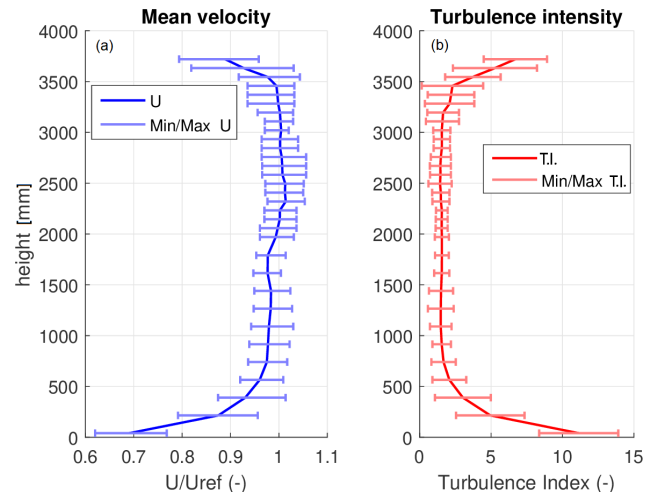 Mean velocity
(a)
U
Min/Max U
height [mm]
4000
3500
3000
2500
2000
1500
1000
500
0
0.6 0.7 0.8 0.9 1 1.1
U/Uref (-)
Turbulence intensity
(b)
T.I.
Min/Max T.I.
4000
3500
3000
2500
2000
1500
1000
500
0
0 5 10 15
Turbulence Index (-)